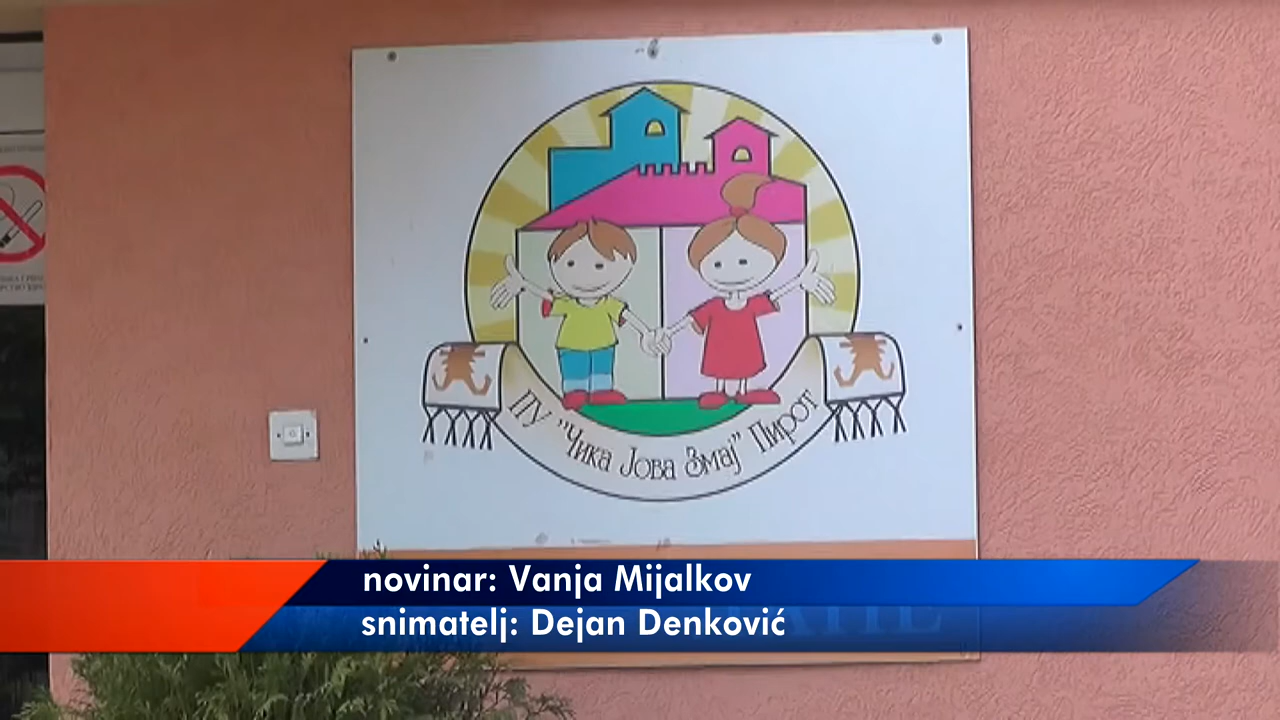 ПУ "Чика Јова Змај" Пирот
novinar: Vanja Mijalkov
snimatelj: Dejan Denković